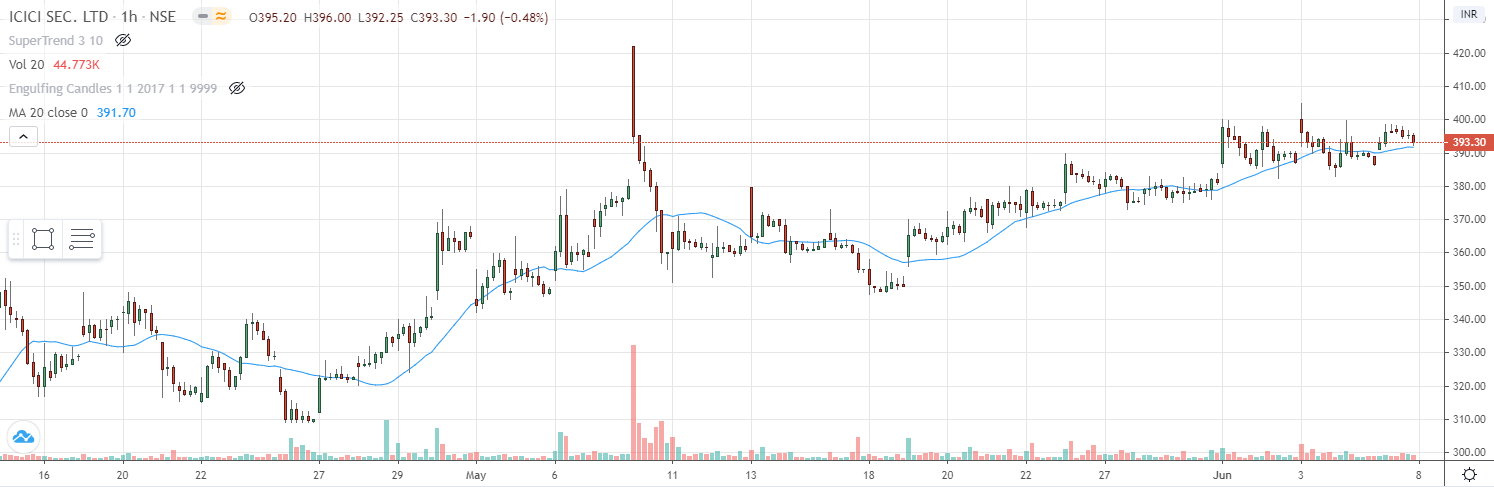 ICICI SEC. LTD · 1h · NSE O395.20 H396.00 L392.25 C393.30 −1.90 (−0.48%)
SuperTrend 3 10
Vol 20 44.773K
Engulfing Candles 1 1 2017 1 1 9999
MA 20 close 0 391.70
INR
420.00
410.00
400.00
393.30
390.00
380.00
370.00
360.00
350.00
340.00
330.00
320.00
310.00
300.00
16 20 22 27 29 May 6 11 13 18 20 22 27 Jun 3 8